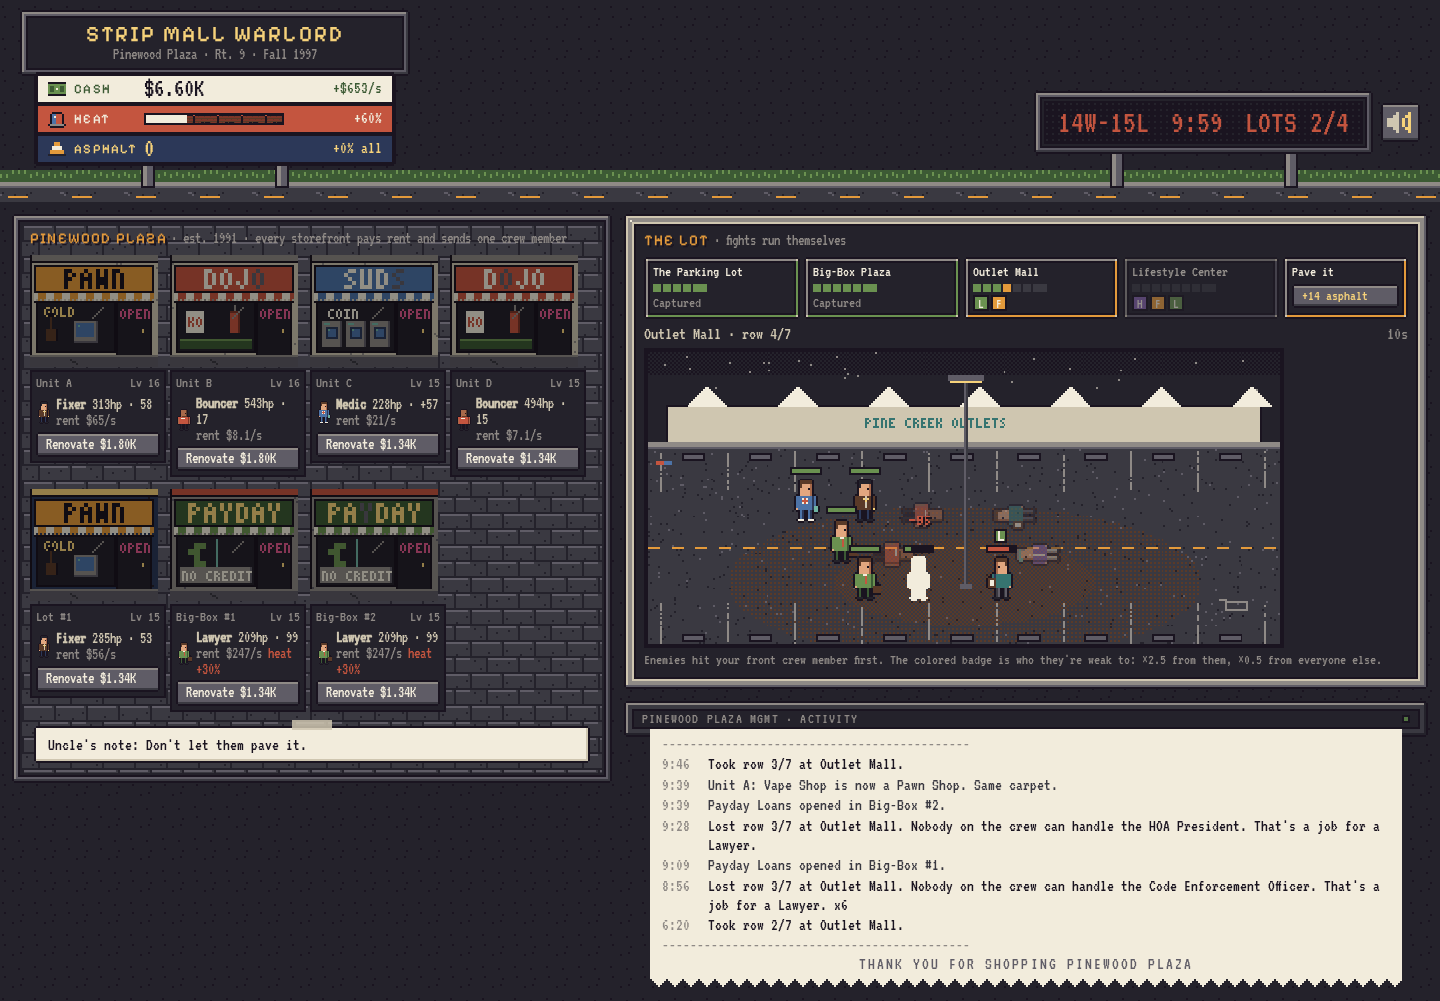 STRIP MALL WARLORD
Pinewood Plaza · Rt. 9 · Fall 1997
CASH $6.60K +$653/s
HEAT +60%
ASPHALT 0 +0% all
14W-15L 9:59 LOTS 2/4
PINEWOOD PLAZA · est. 1991 · every storefront pays rent and sends one crew member
PAWN DOJO SUDS DOJO
GOLD OPEN KO OPEN COIN OPEN KO OPEN
Unit A Lv 16
Fixer 313hp · 58
rent $65/s
Renovate $1.80K
Unit B Lv 16
Bouncer 543hp ·
17
rent $8.1/s
Renovate $1.80K
Unit C Lv 15
Medic 228hp · +57
rent $21/s
Renovate $1.34K
Unit D Lv 15
Bouncer 494hp ·
15
rent $7.1/s
Renovate $1.34K
PAWN PAYDAY PAYDAY
GOLD OPEN NO CREDIT OPEN NO CREDIT OPEN
Lot #1 Lv 15
Fixer 285hp · 53
rent $56/s
Renovate $1.34K
Big-Box #1 Lv 15
Lawyer 209hp · 99
rent $247/s heat
+30%
Renovate $1.34K
Big-Box #2 Lv 15
Lawyer 209hp · 99
rent $247/s heat
+30%
Renovate $1.34K
Uncle's note: Don't let them pave it.
THE LOT · fights run themselves
The Parking Lot
Captured
Big-Box Plaza
Captured
Outlet Mall
L F
Lifestyle Center
H F L
Pave it
+14 asphalt
Outlet Mall · row 4/7 10s
PINE CREEK OUTLETS
-95
L
Enemies hit your front crew member first. The colored badge is who they're weak to: x2.5 from them, x0.5 from everyone else.
PINEWOOD PLAZA MGMT · ACTIVITY
9:46 Took row 3/7 at Outlet Mall.
9:39 Unit A: Vape Shop is now a Pawn Shop. Same carpet.
9:39 Payday Loans opened in Big-Box #2.
9:28 Lost row 3/7 at Outlet Mall. Nobody on the crew can handle the HOA President. That's a job for a
Lawyer.
9:09 Payday Loans opened in Big-Box #1.
8:56 Lost row 3/7 at Outlet Mall. Nobody on the crew can handle the Code Enforcement Officer. That's a
job for a Lawyer. x6
6:20 Took row 2/7 at Outlet Mall.
THANK YOU FOR SHOPPING PINEWOOD PLAZA